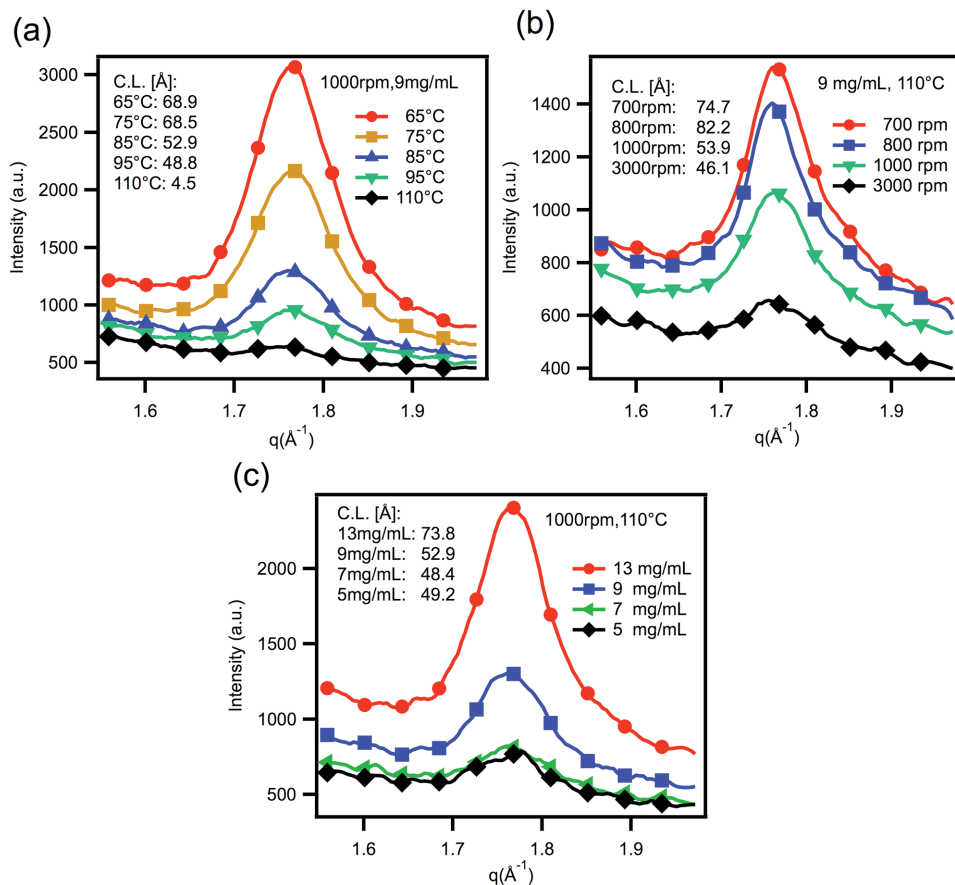 (a)
C.L. [Å]:
65°C: 68.9
75°C: 68.5
85°C: 52.9
95°C: 48.8
110°C: 4.5
1000rpm,9mg/mL
65°C
75°C
85°C
95°C
110°C
Intensity (a.u.)
3000
2500
2000
1500
1000
500
1.6
1.7
1.8
1.9
q(Å⁻¹)
(b)
C.L. [Å]:
700rpm: 74.7
800rpm: 82.2
1000rpm: 53.9
3000rpm: 46.1
9 mg/mL, 110°C
700 rpm
800 rpm
1000 rpm
3000 rpm
Intensity (a.u.)
1400
1200
1000
800
600
400
1.6
1.7
1.8
1.9
q(Å⁻¹)
(c)
C.L. [Å]:
13mg/mL: 73.8
9mg/mL: 52.9
7mg/mL: 48.4
5mg/mL: 49.2
1000rpm,110°C
13 mg/mL
9 mg/mL
7 mg/mL
5 mg/mL
Intensity (a.u.)
2000
1500
1000
500
1.6
1.7
1.8
1.9
q(Å⁻¹)